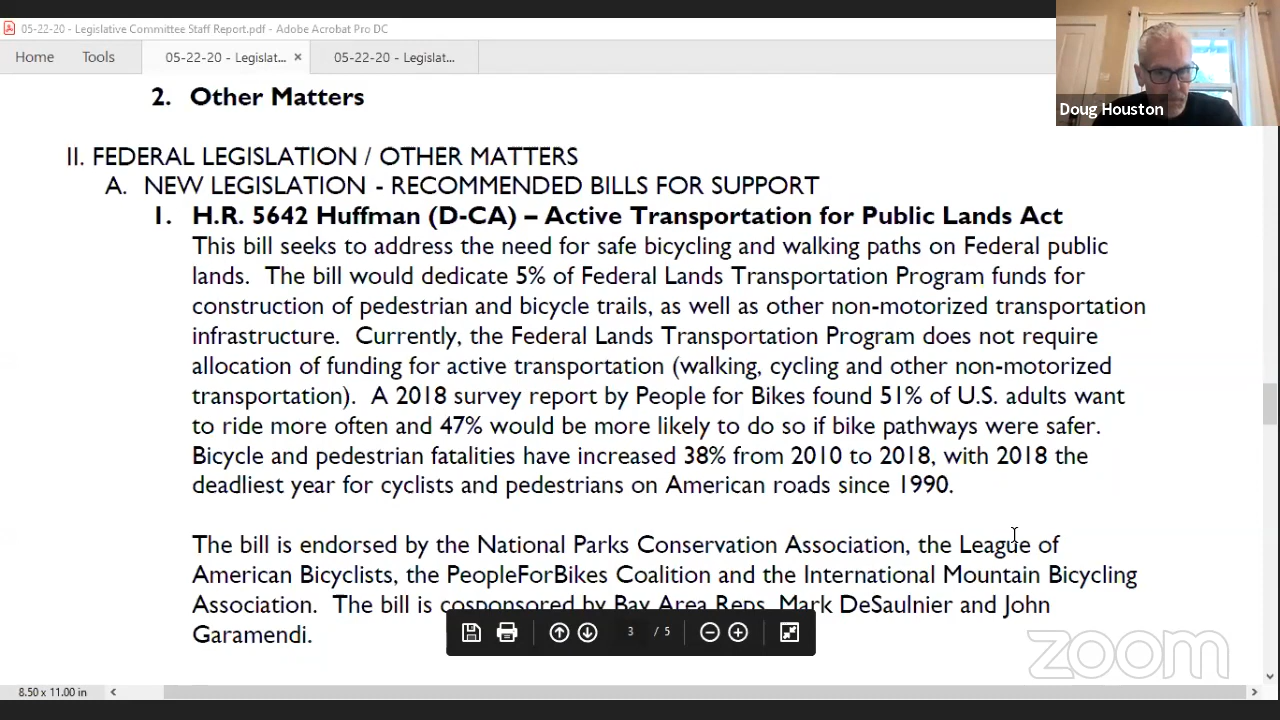 05-22-20 - Legislative Committee Staff Report.pdf - Adobe Acrobat Pro DC
Home Tools 05-22-20 - Legislat... × 05-22-20 - Legislat...
Doug Houston
2. Other Matters
II. FEDERAL LEGISLATION / OTHER MATTERS
A. NEW LEGISLATION - RECOMMENDED BILLS FOR SUPPORT
1. H.R. 5642 Huffman (D-CA) – Active Transportation for Public Lands Act
This bill seeks to address the need for safe bicycling and walking paths on Federal public
lands. The bill would dedicate 5% of Federal Lands Transportation Program funds for
construction of pedestrian and bicycle trails, as well as other non-motorized transportation
infrastructure. Currently, the Federal Lands Transportation Program does not require
allocation of funding for active transportation (walking, cycling and other non-motorized
transportation). A 2018 survey report by People for Bikes found 51% of U.S. adults want
to ride more often and 47% would be more likely to do so if bike pathways were safer.
Bicycle and pedestrian fatalities have increased 38% from 2010 to 2018, with 2018 the
deadliest year for cyclists and pedestrians on American roads since 1990.
The bill is endorsed by the National Parks Conservation Association, the League of
American Bicyclists, the PeopleForBikes Coalition and the International Mountain Bicycling
Association. The bill is cosponsored by Bay Area Reps. Mark DeSaulnier and John
Garamendi.
3 / 5
zoom
8.50 x 11.00 in